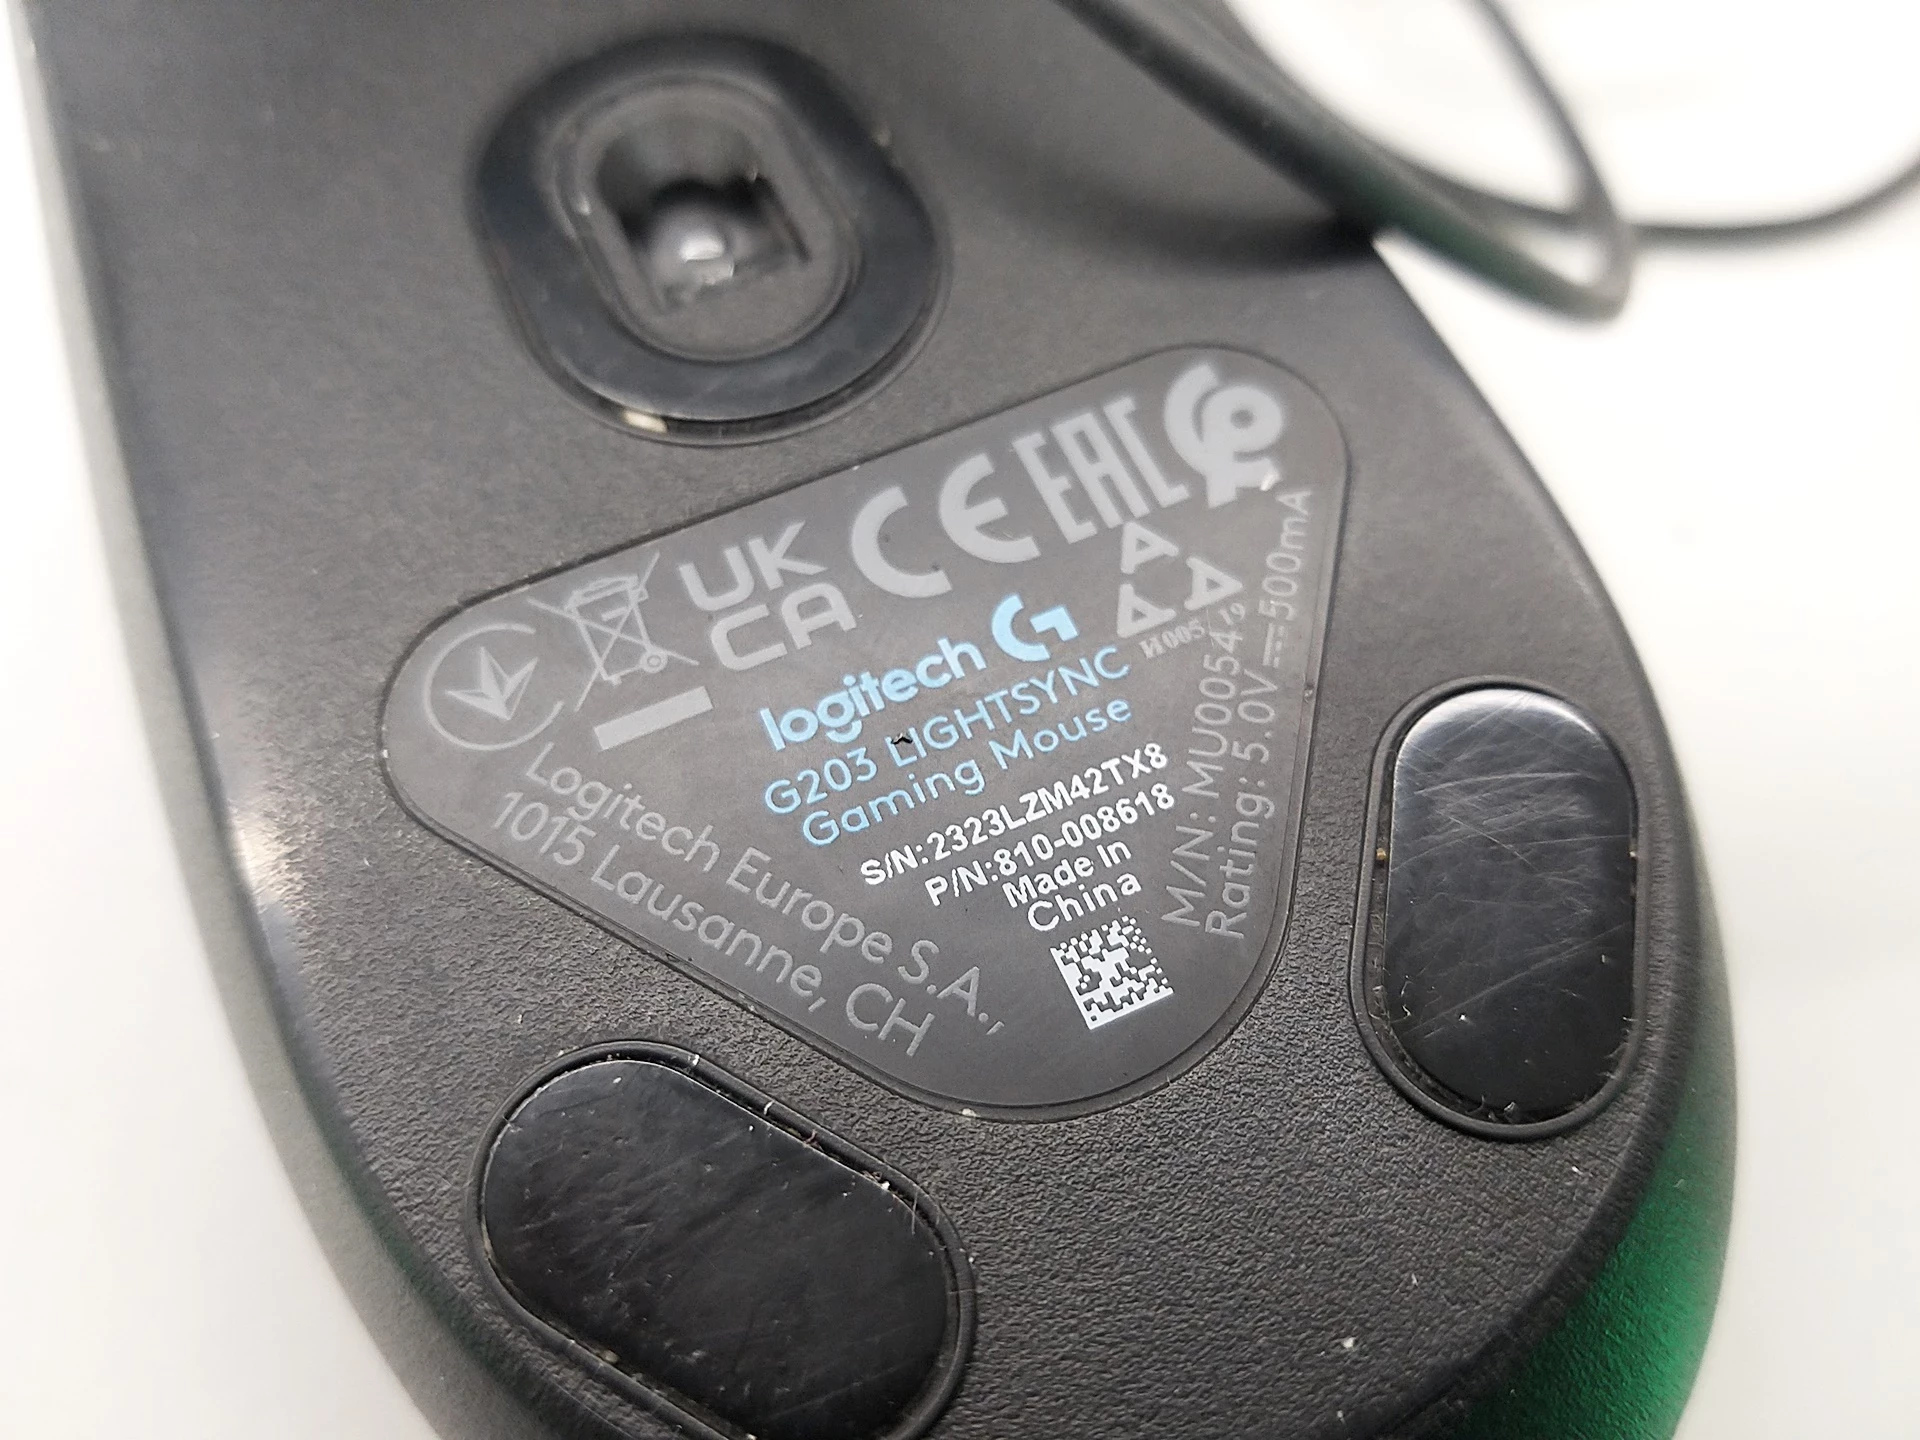 UK
CA
CE
EAC
logitech G
G203 LIGHTSYNC
Gaming Mouse
S/N:2323LZM42TX8
P/N:810-008618
Made In
China
Logitech Europe S.A.,
1015 Lausanne, CH
M/N: MU0054
Rating: 5.0V⎓500mA